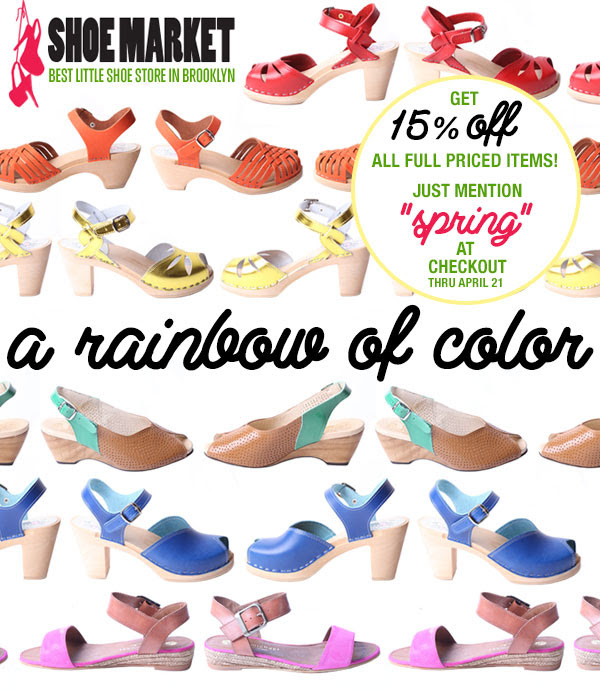 SHOE MARKET
BEST LITTLE SHOE STORE IN BROOKLYN
GET
15% off
ALL FULL PRICED ITEMS!
JUST MENTION
"spring"
AT
CHECKOUT
THRU APRIL 21
a rainbow of color